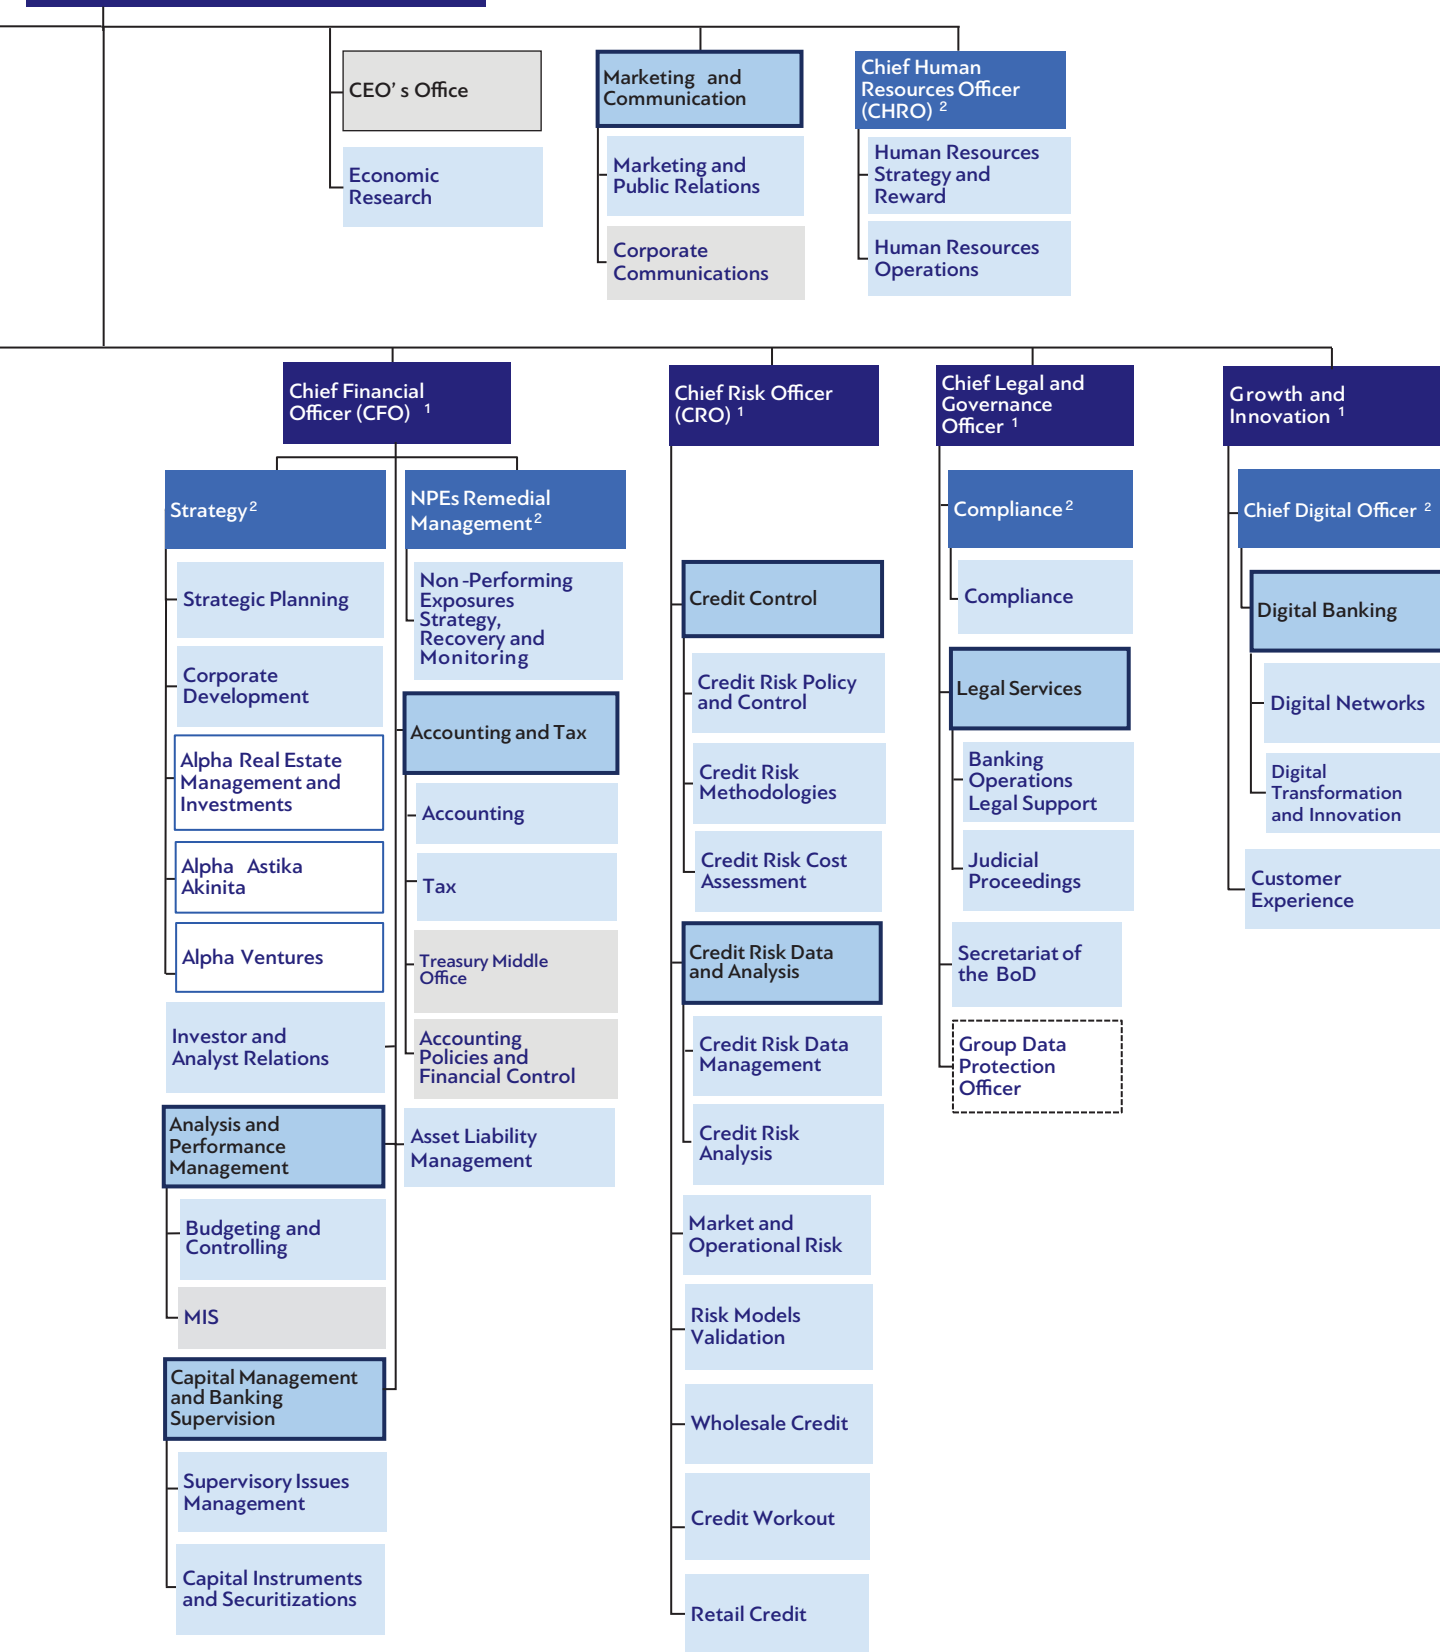 CEO’ s Office
Economic
Research
Marketing and
Communication
Marketing and
Public Relations
Corporate
Communications
Chief Human
Resources Officer
(CHRO) 2
Human Resources
Strategy and
Reward
Human Resources
Operations
Chief Financial
Officer (CFO) 1
Strategy 2
Strategic Planning
Corporate
Development
Alpha Real Estate
Management and
Investments
Alpha Astika
Akinita
Alpha Ventures
Investor and
Analyst Relations
Analysis and
Performance
Management
Budgeting and
Controlling
MIS
Capital Management
and Banking
Supervision
Supervisory Issues
Management
Capital Instruments
and Securitizations
NPEs Remedial
Management 2
Non -Performing
Exposures
Strategy,
Recovery and
Monitoring
Accounting and Tax
Accounting
Tax
Treasury Middle
Office
Accounting
Policies and
Financial Control
Asset Liability
Management
Chief Risk Officer
(CRO) 1
Credit Control
Credit Risk Policy
and Control
Credit Risk
Methodologies
Credit Risk Cost
Assessment
Credit Risk Data
and Analysis
Credit Risk Data
Management
Credit Risk
Analysis
Market and
Operational Risk
Risk Models
Validation
Wholesale Credit
Credit Workout
Retail Credit
Chief Legal and
Governance
Officer 1
Compliance 2
Compliance
Legal Services
Banking
Operations
Legal Support
Judicial
Proceedings
Secretariat of
the BoD
Group Data
Protection
Officer
Growth and
Innovation 1
Chief Digital Officer 2
Digital Banking
Digital Networks
Digital
Transformation
and Innovation
Customer
Experience